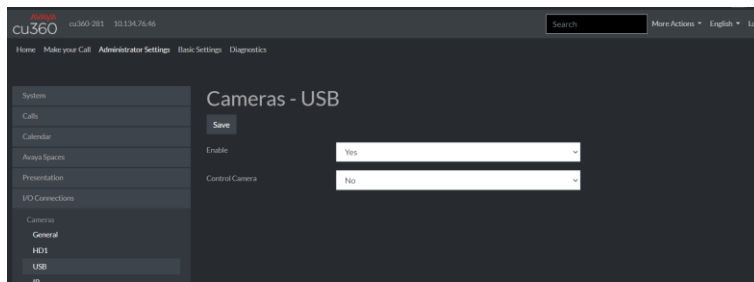 AVAYA
cu360 cu360-281 10.134.76.46 Search More Actions English
Home Make your Call Administrator Settings Basic Settings Diagnostics
System
Calls
Calendar
Avaya Spaces
Presentation
I/O Connections
Cameras
General
HD1
USB
Cameras - USB
Save
Enable Yes
Control Camera No